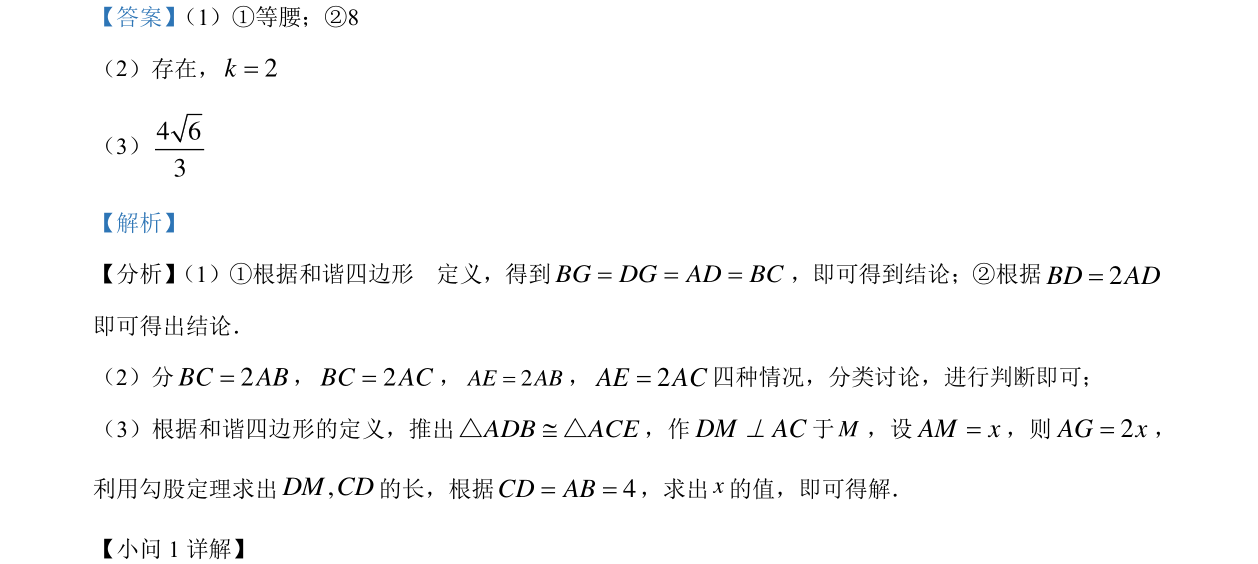 【答案】（1）①等腰；②8
（2）存在，k = 2
（3）\frac{4\sqrt{6}}{3}
【解析】
【分析】（1）①根据和谐四边形　定义，得到 BG = DG = AD = BC ，即可得到结论；②根据 BD = 2AD
即可得出结论．
（2）分 BC = 2AB ， BC = 2AC ， AE = 2AB ， AE = 2AC 四种情况，分类讨论，进行判断即可；
（3）根据和谐四边形的定义，推出 △ADB ≅ △ACE ，作 DM ⊥ AC 于 M ，设 AM = x ，则 AG = 2x ，
利用勾股定理求出 DM , CD 的长，根据 CD = AB = 4 ，求出 x 的值，即可得解．
【小问 1 详解】